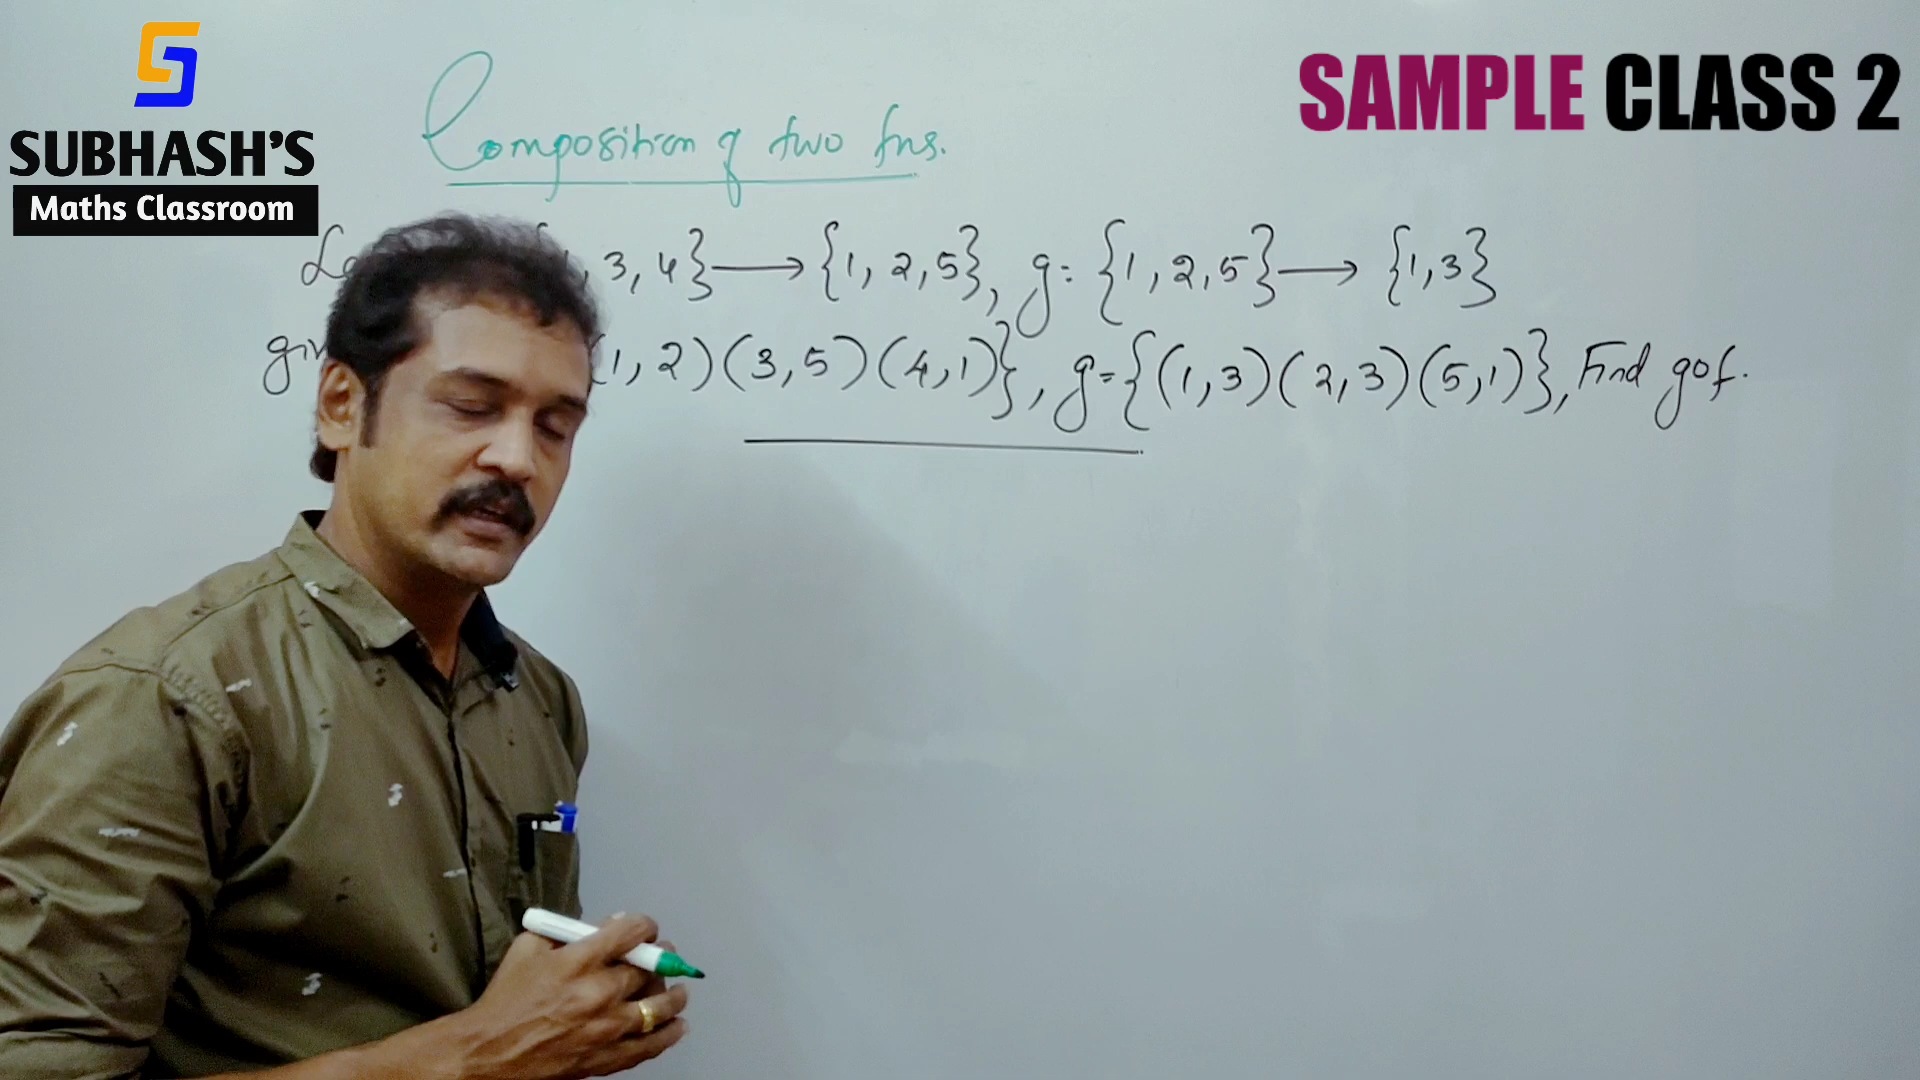 SUBHASH'S
Maths Classroom
SAMPLE CLASS 2
Composition of two fns.
3, 4} → {1, 2, 5}, g: {1, 2, 5} → {1, 3}
(1, 2) (3, 5) (4, 1)}, g = {(1, 3) (2, 3) (5, 1)}, Find gof.